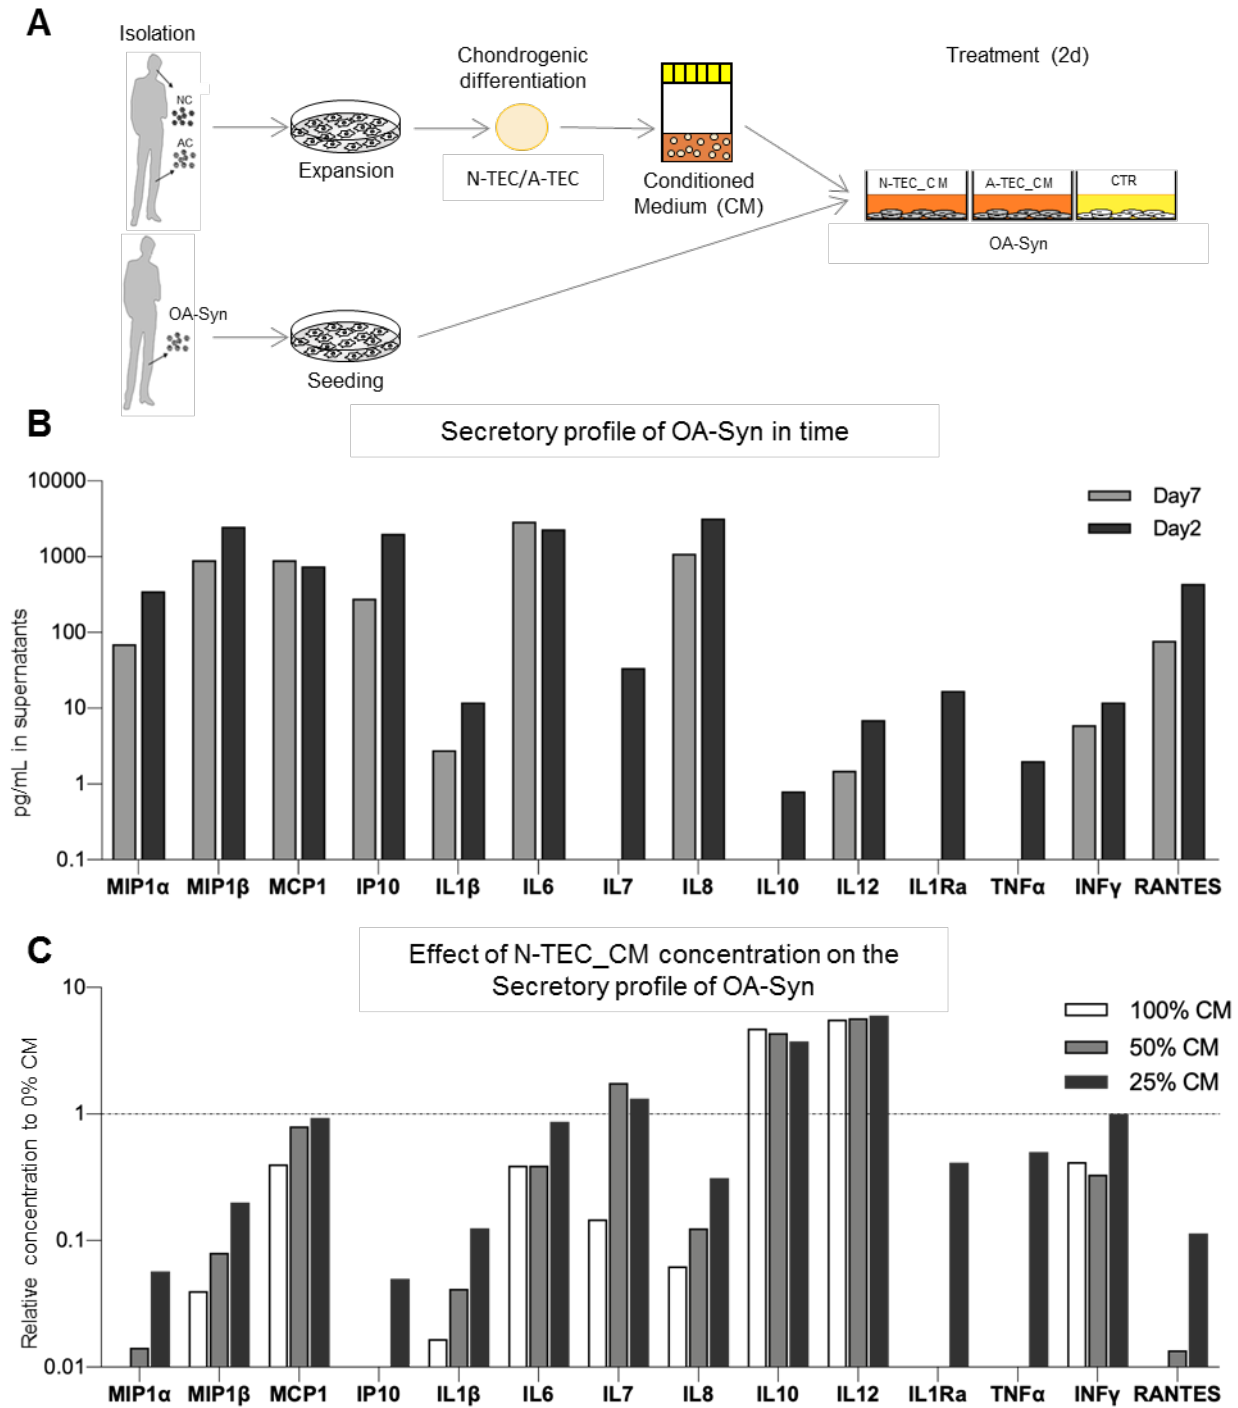 A
Isolation
NC
AC
Expansion
Chondrogenic
differentiation
N-TEC/A-TEC
Conditioned
Medium (CM)
Treatment (2d)
N-TEC_CM
A-TEC_CM
CTR
OA-Syn
OA-Syn
Seeding
B
Secretory profile of OA-Syn in time
10000
1000
100
10
1
0.1
pg/mL in supernatants
Day7
Day2
MIP1α MIP1β MCP1 IP10 IL1β IL6 IL7 IL8 IL10 IL12 IL1Ra TNFα INFγ RANTES
C
Effect of N-TEC_CM concentration on the
Secretory profile of OA-Syn
10
1
0.1
0.01
Relative concentration to 0% CM
100% CM
50% CM
25% CM
MIP1α MIP1β MCP1 IP10 IL1β IL6 IL7 IL8 IL10 IL12 IL1Ra TNFα INFγ RANTES